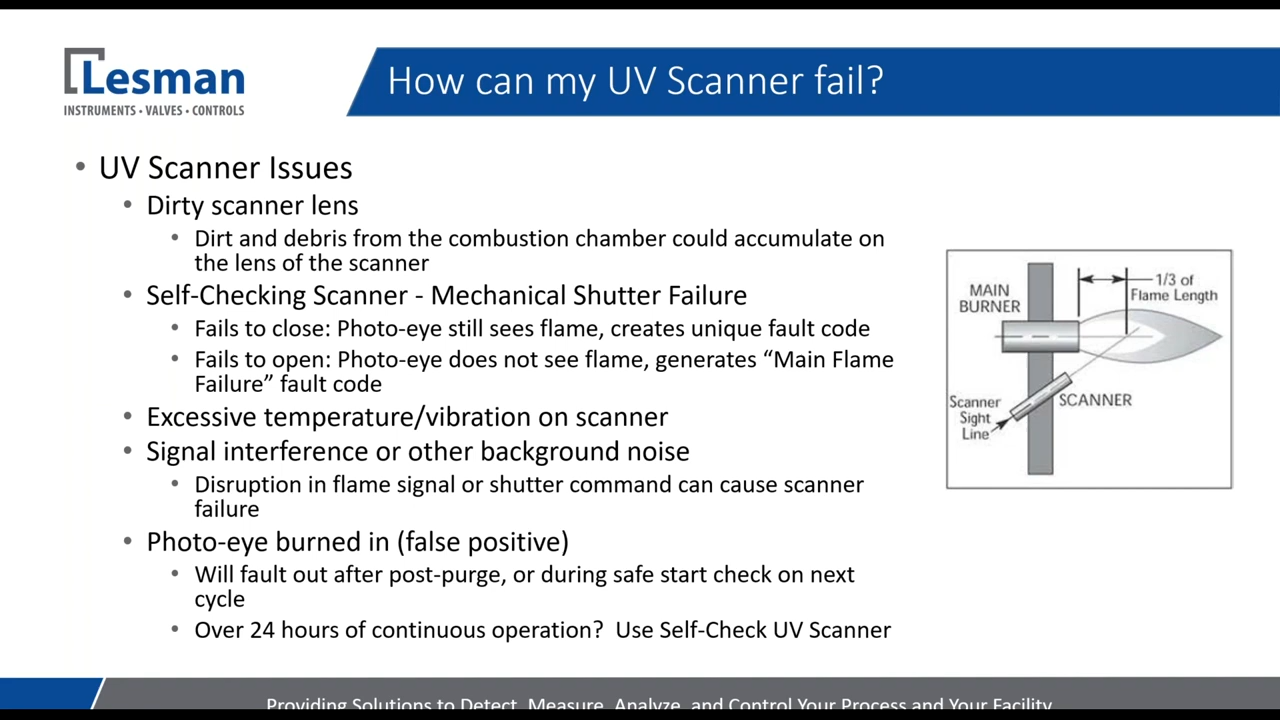 Lesman
INSTRUMENTS • VALVES • CONTROLS
How can my UV Scanner fail?
• UV Scanner Issues
• Dirty scanner lens
• Dirt and debris from the combustion chamber could accumulate on
the lens of the scanner
• Self-Checking Scanner - Mechanical Shutter Failure
• Fails to close: Photo-eye still sees flame, creates unique fault code
• Fails to open: Photo-eye does not see flame, generates “Main Flame
Failure” fault code
• Excessive temperature/vibration on scanner
• Signal interference or other background noise
• Disruption in flame signal or shutter command can cause scanner
failure
• Photo-eye burned in (false positive)
• Will fault out after post-purge, or during safe start check on next
cycle
• Over 24 hours of continuous operation?  Use Self-Check UV Scanner
MAIN
BURNER
1/3 of
Flame Length
SCANNER
Scanner
Sight
Line
Providing Solutions to Detect, Measure, Analyze, and Control Your Process and Your Facility